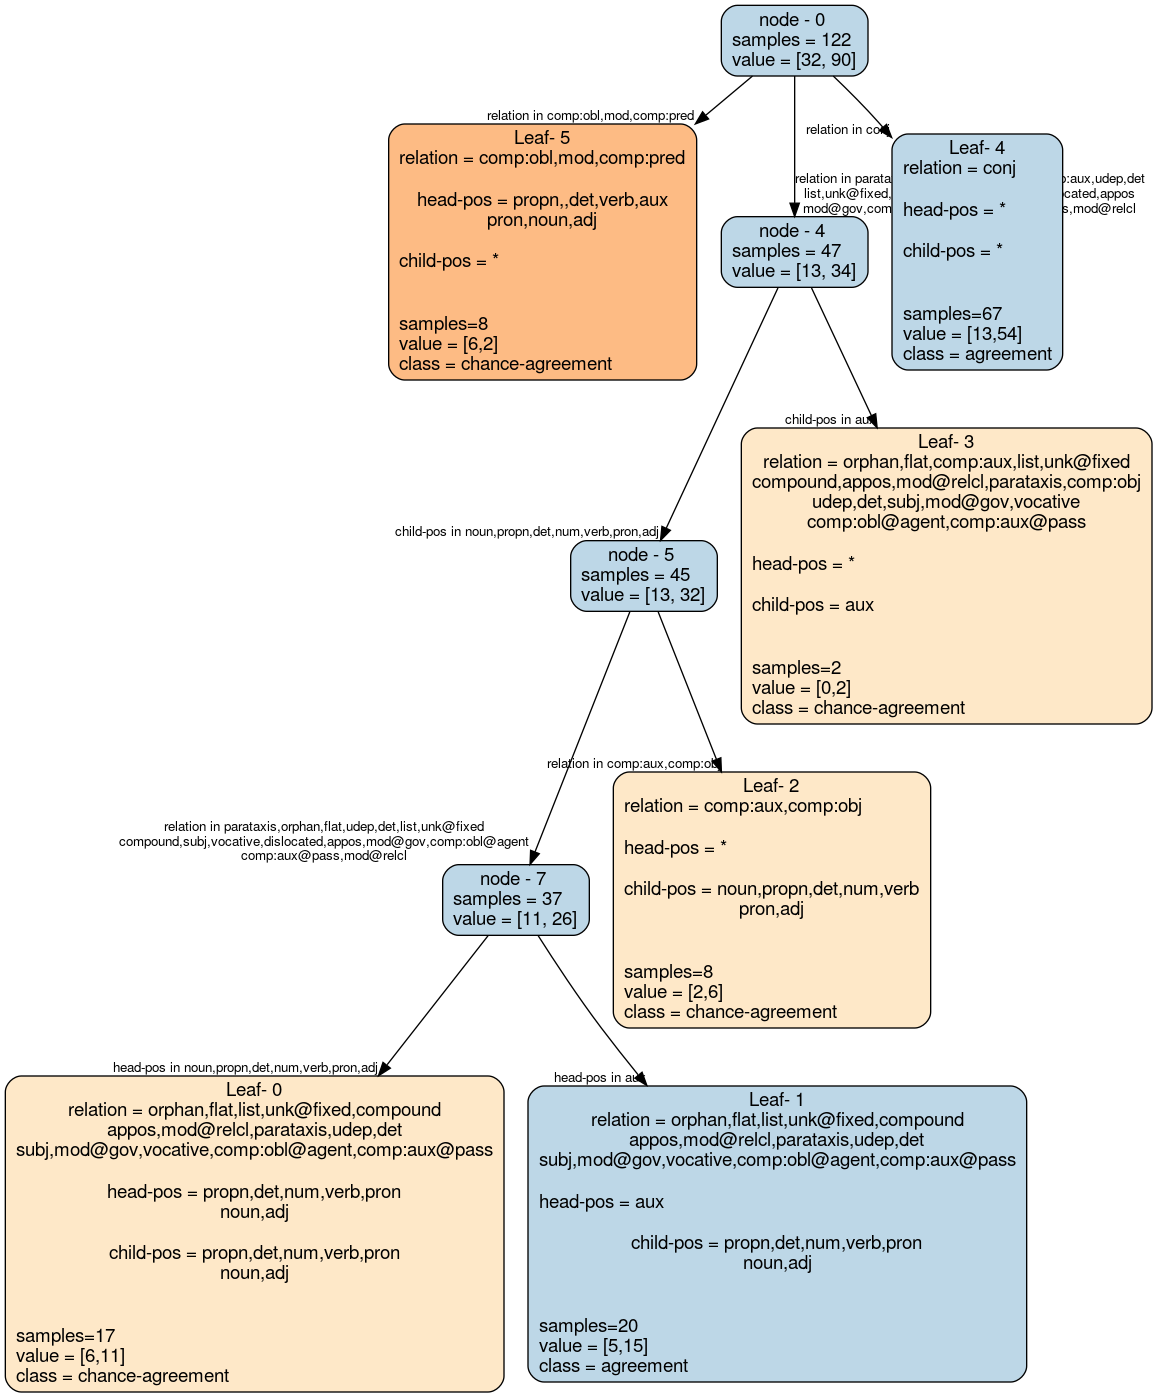 node - 0
samples = 122
value = [32, 90]
relation in comp:obl,mod,comp:pred
Leaf- 5
relation = comp:obl,mod,comp:pred
head-pos = propn,,det,verb,aux
pron,noun,adj
child-pos = *
samples=8
value = [6,2]
class = chance-agreement
relation in conj
Leaf- 4
relation = conj
head-pos = *
child-pos = *
samples=67
value = [13,54]
class = agreement
relation in
aux,udep,det
list,unk@fixed,
appos
mod@gov,
mod@relcl
node - 4
samples = 47
value = [13, 34]
child-pos in aux
Leaf- 3
relation = orphan,flat,comp:aux,list,unk@fixed
compound,appos,mod@relcl,parataxis,comp:obj
udep,det,subj,mod@gov,vocative
comp:obl@agent,comp:aux@pass
head-pos = *
child-pos = aux
samples=2
value = [0,2]
class = chance-agreement
child-pos in noun,propn,det,num,verb,pron,adj
node - 5
samples = 45
value = [13, 32]
relation in comp:aux,comp:obj
Leaf- 2
relation = comp:aux,comp:obj
head-pos = *
child-pos = noun,propn,det,num,verb
pron,adj
samples=8
value = [2,6]
class = chance-agreement
relation in parataxis,orphan,flat,udep,det,list,unk@fixed
compound,subj,vocative,dislocated,appos,mod@gov,comp:obl@agent
comp:aux@pass,mod@relcl
node - 7
samples = 37
value = [11, 26]
head-pos in noun,propn,det,num,verb,pron,adj
Leaf- 0
relation = orphan,flat,list,unk@fixed,compound
appos,mod@relcl,parataxis,udep,det
subj,mod@gov,vocative,comp:obl@agent,comp:aux@pass
head-pos = propn,det,num,verb,pron
noun,adj
child-pos = propn,det,num,verb,pron
noun,adj
samples=17
value = [6,11]
class = chance-agreement
head-pos in aux
Leaf- 1
relation = orphan,flat,list,unk@fixed,compound
appos,mod@relcl,parataxis,udep,det
subj,mod@gov,vocative,comp:obl@agent,comp:aux@pass
head-pos = aux
child-pos = propn,det,num,verb,pron
noun,adj
samples=20
value = [5,15]
class = agreement